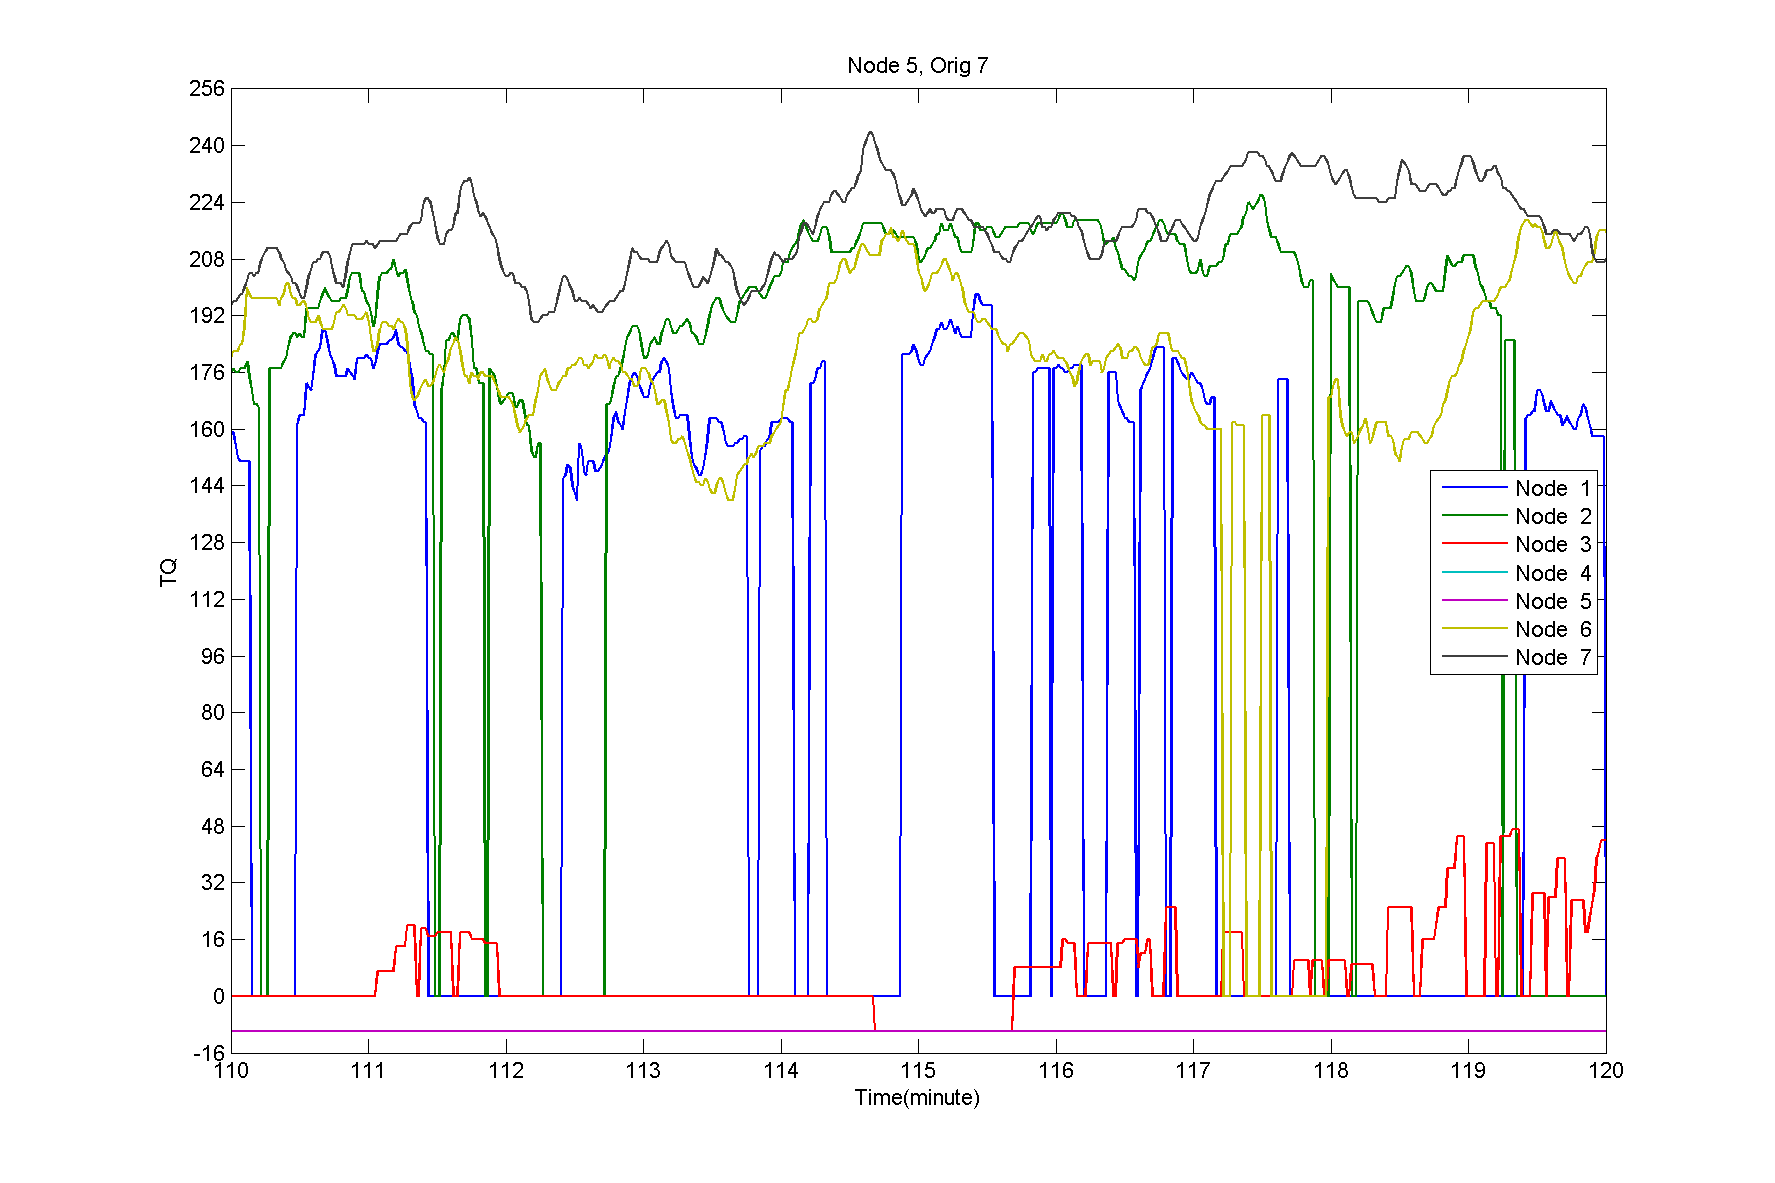 Node 5, Orig 7
256
240
224
208
192
176
160
144
128
112
96
80
64
48
32
16
0
-16
TQ
110 111 112 113 114 115 116 117 118 119 120
Time(minute)
Node 1
Node 2
Node 3
Node 4
Node 5
Node 6
Node 7